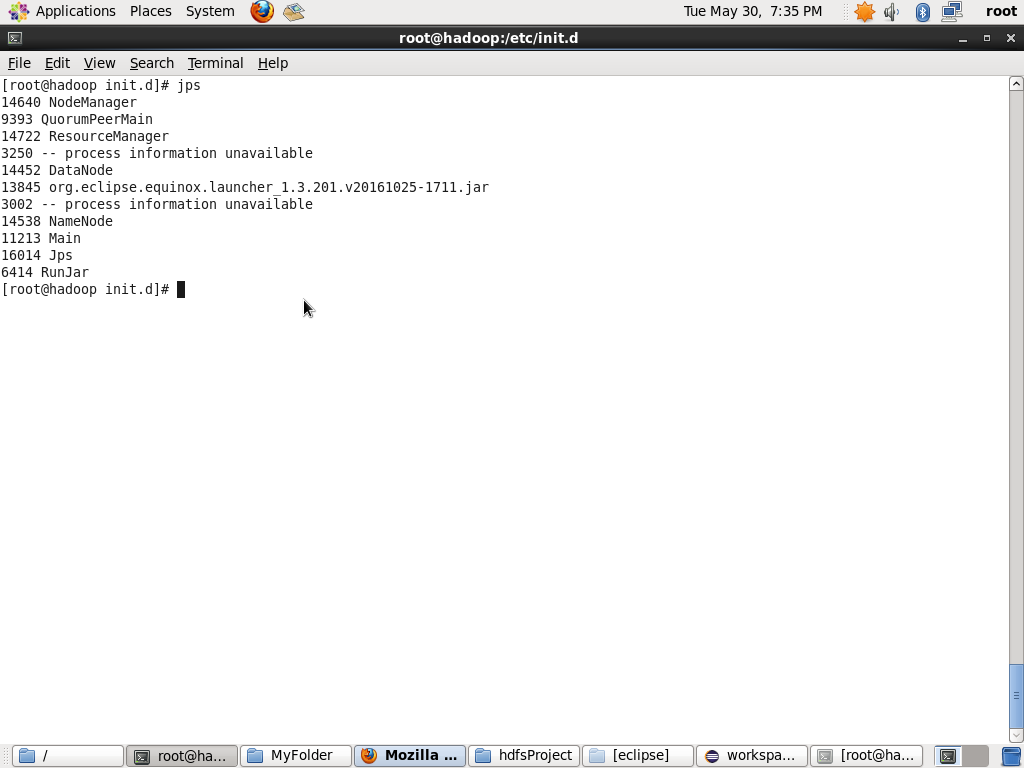 Applications Places System Tue May 30, 7:35 PM root
root@hadoop:/etc/init.d
File Edit View Search Terminal Help
[root@hadoop init.d]# jps
14640 NodeManager
9393 QuorumPeerMain
14722 ResourceManager
3250 -- process information unavailable
14452 DataNode
13845 org.eclipse.equinox.launcher_1.3.201.v20161025-1711.jar
3002 -- process information unavailable
14538 NameNode
11213 Main
16014 Jps
6414 RunJar
[root@hadoop init.d]#
/ root@ha... MyFolder Mozilla ... hdfsProject [eclipse] workspa... [root@ha...